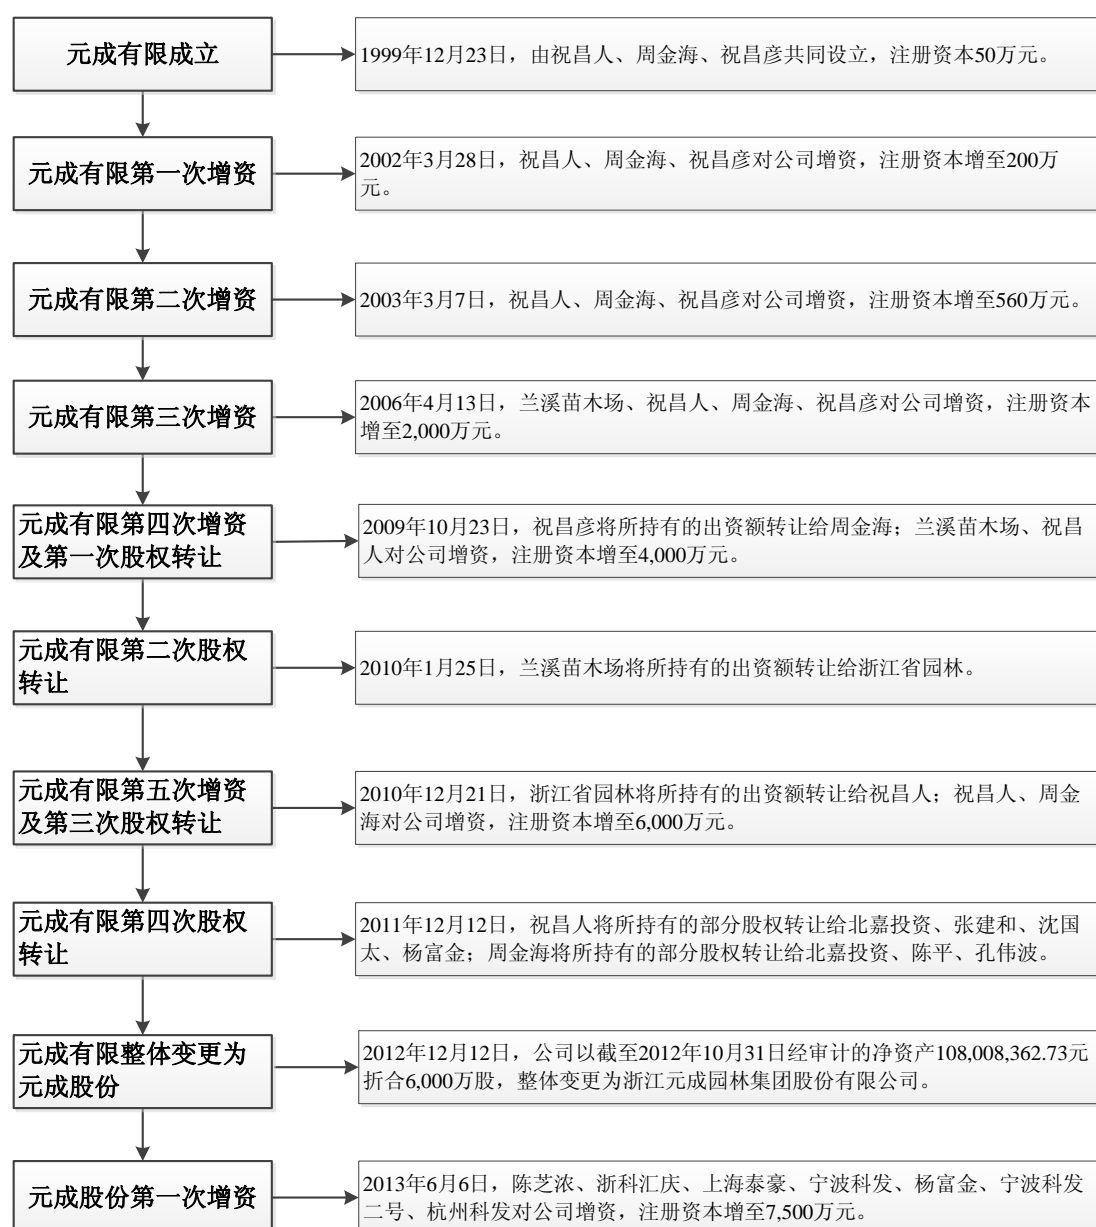 元成有限成立
1999年12月23日，由祝昌人、周金海、祝昌彦共同设立，注册资本50万元。
元成有限第一次增资
2002年3月28日，祝昌人、周金海、祝昌彦对公司增资，注册资本增至200万
元。
元成有限第二次增资
2003年3月7日，祝昌人、周金海、祝昌彦对公司增资，注册资本增至560万元。
元成有限第三次增资
2006年4月13日，兰溪苗木场、祝昌人、周金海、祝昌彦对公司增资，注册资本
增至2,000万元。
元成有限第四次增资
及第一次股权转让
2009年10月23日，祝昌彦将所持有的出资额转让给周金海；兰溪苗木场、祝昌
人对公司增资，注册资本增至4,000万元。
元成有限第二次股权
转让
2010年1月25日，兰溪苗木场将所持有的出资额转让给浙江省园林。
元成有限第五次增资
及第三次股权转让
2010年12月21日，浙江省园林将所持有的出资额转让给祝昌人；祝昌人、周金
海对公司增资，注册资本增至6,000万元。
元成有限第四次股权
转让
2011年12月12日，祝昌人将所持有的部分股权转让给北嘉投资、张建和、沈国
太、杨富金；周金海将所持有的部分股权转让给北嘉投资、陈平、孔伟波。
元成有限整体变更为
元成股份
2012年12月12日，公司以截至2012年10月31日经审计的净资产108,008,362.73元
折合6,000万股，整体变更为浙江元成园林集团股份有限公司。
元成股份第一次增资
2013年6月6日，陈芝浓、浙科汇庆、上海泰豪、宁波科发、杨富金、宁波科发
二号、杭州科发对公司增资，注册资本增至7,500万元。